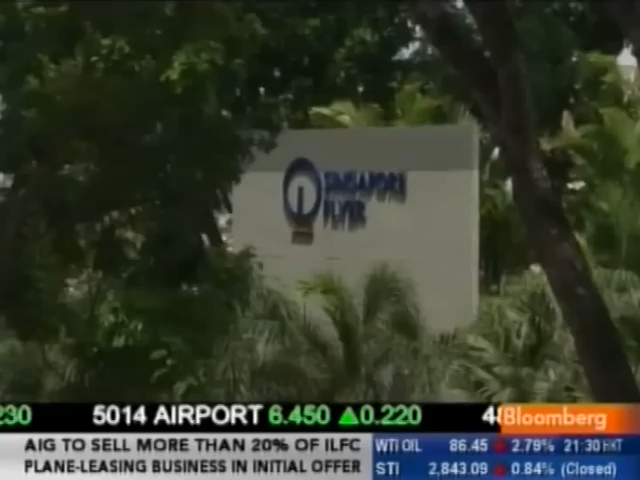 SINGAPORE
FLYER
230 5014 AIRPORT 6.450 ▲0.220 48
Bloomberg
AIG TO SELL MORE THAN 20% OF ILFC
PLANE-LEASING BUSINESS IN INITIAL OFFER
WTI OIL 86.45 2.79% 21:30 HKT
STI 2,843.09 0.84% (Closed)